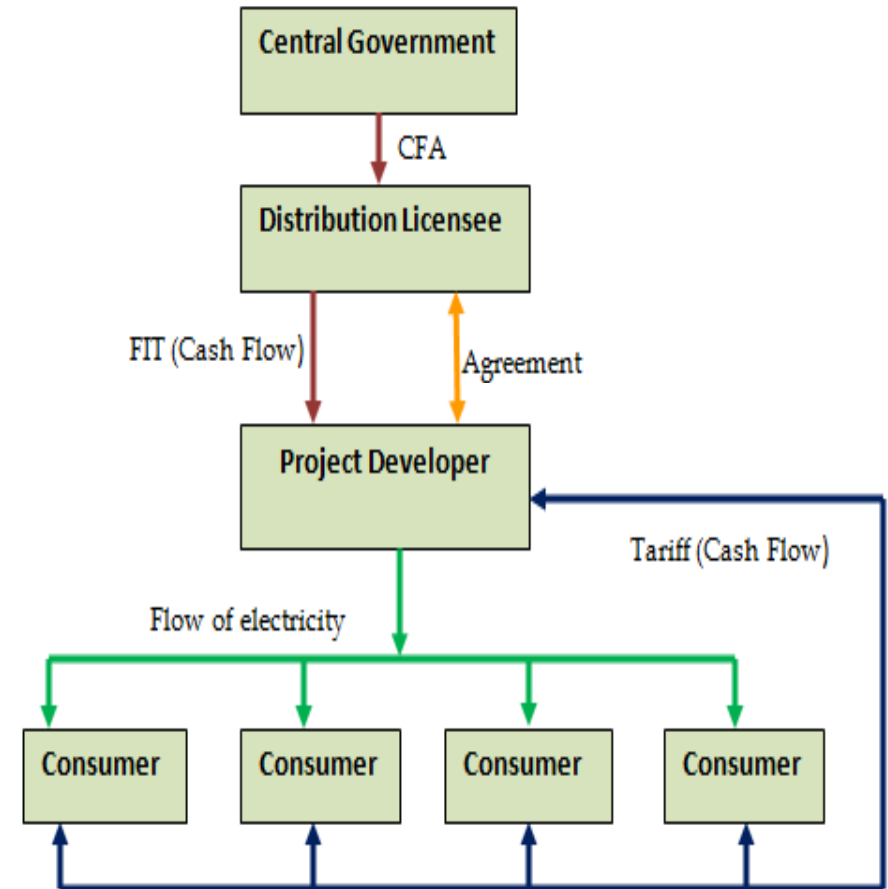 Central Government
CFA
Distribution Licensee
FIT (Cash Flow)
Agreement
Project Developer
Tariff (Cash Flow)
Flow of electricity
Consumer
Consumer
Consumer
Consumer